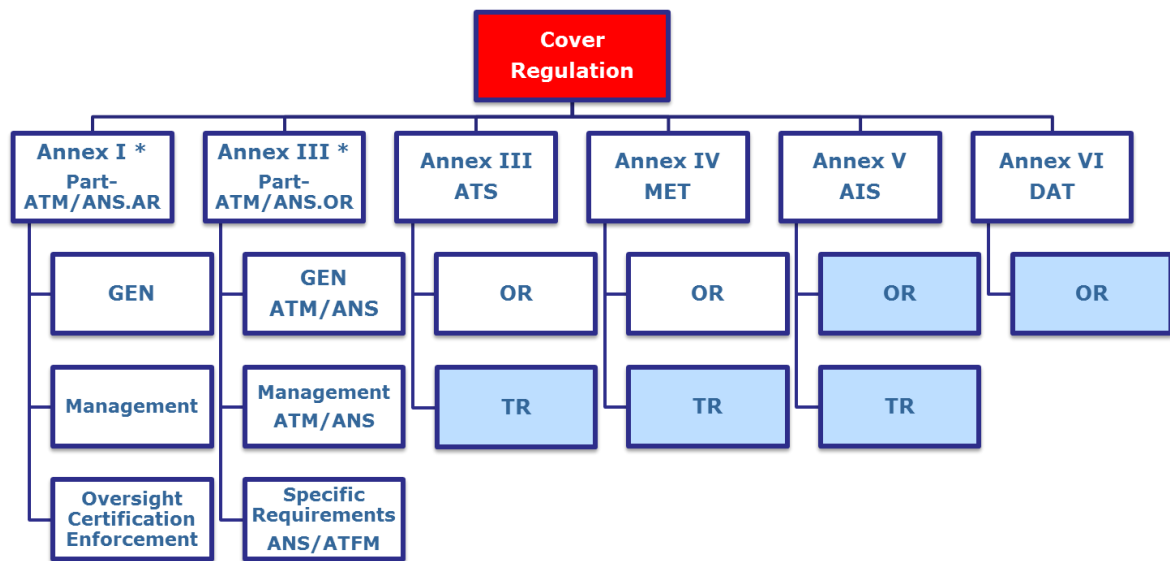 Cover
Regulation
Annex I *
Part-
ATM/ANS.AR
Annex III *
Part-
ATM/ANS.OR
Annex III
ATS
Annex IV
MET
Annex V
AIS
Annex VI
DAT
GEN
GEN
ATM/ANS
OR
OR
OR
OR
Management
Management
ATM/ANS
TR
TR
TR
Oversight
Certification
Enforcement
Specific
Requirements
ANS/ATFM